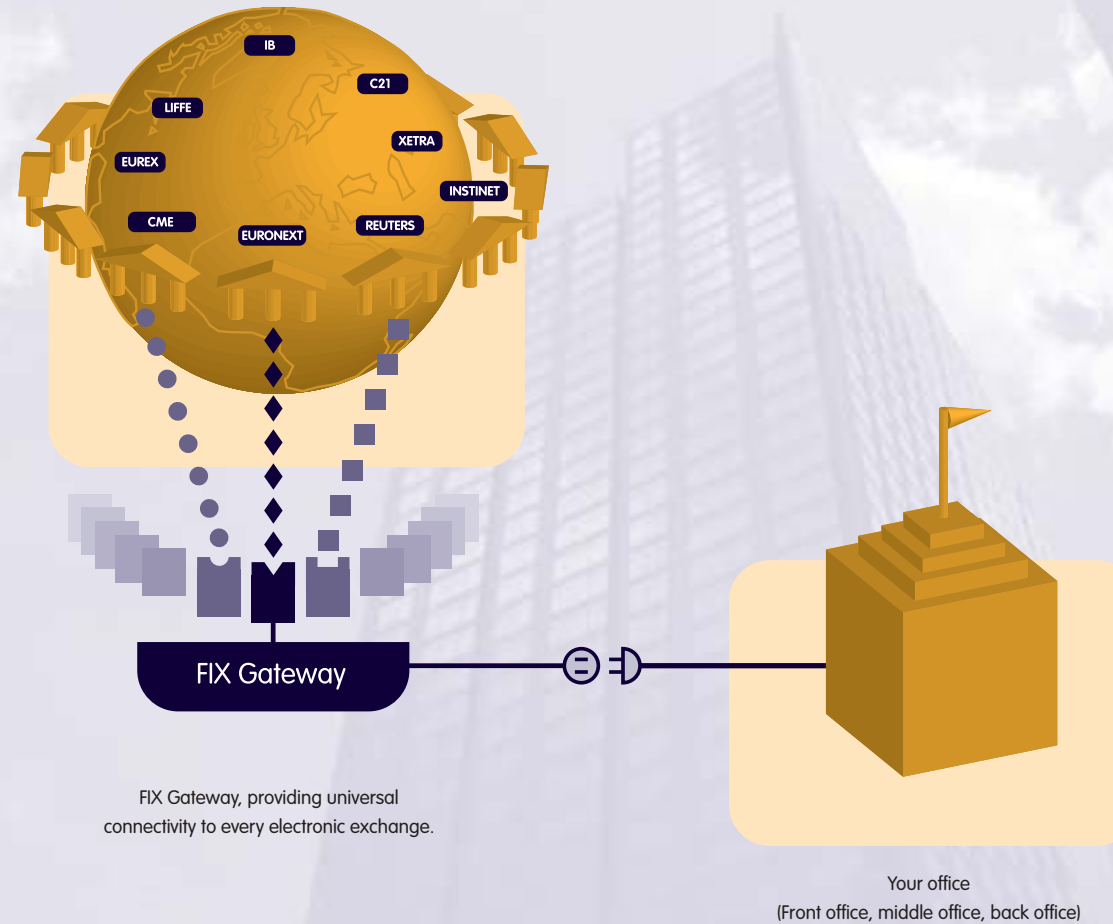 IB
C21
LIFFE
XETRA
EUREX
INSTINET
CME
REUTERS
EURONEXT
FIX Gateway
FIX Gateway, providing universal
connectivity to every electronic exchange.
Your office
(Front office, middle office, back office)